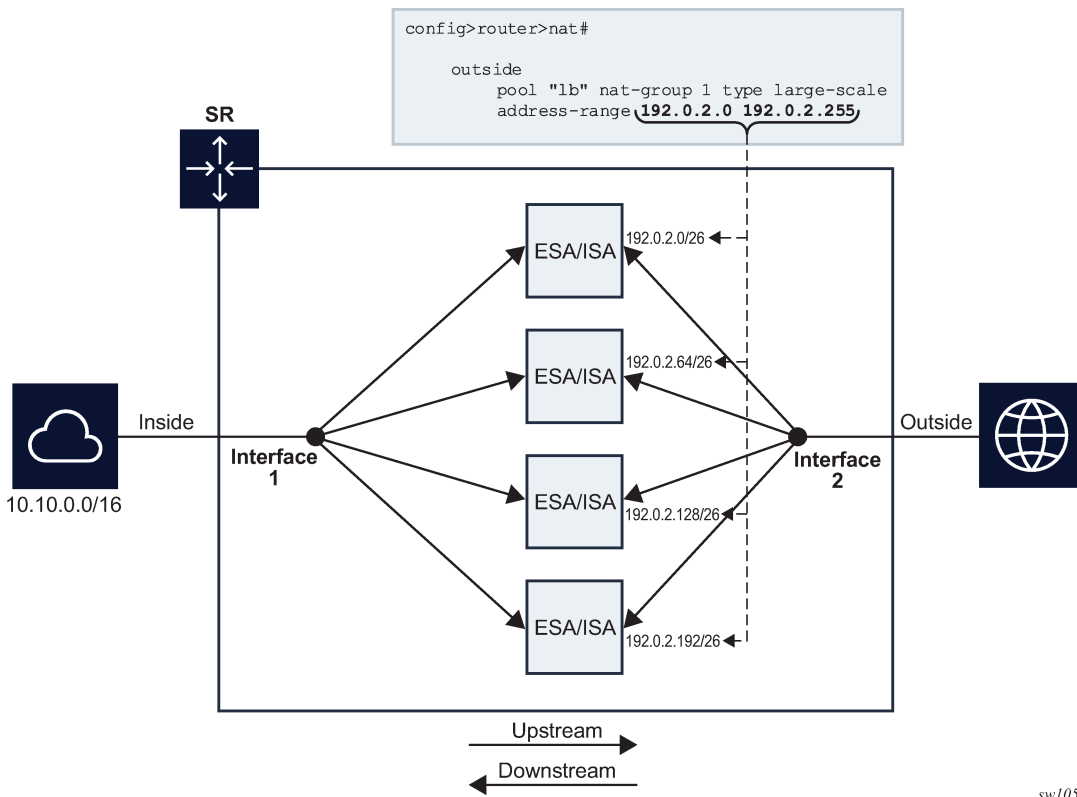 config>router>nat#
outside
pool "lb" nat-group 1 type large-scale
address-range 192.0.2.0 192.0.2.255
SR
ESA/ISA
192.0.2.0/26
ESA/ISA
192.0.2.64/26
Inside
Outside
Interface
1
Interface
2
10.10.0.0/16
ESA/ISA
192.0.2.128/26
ESA/ISA
192.0.2.192/26
Upstream
Downstream